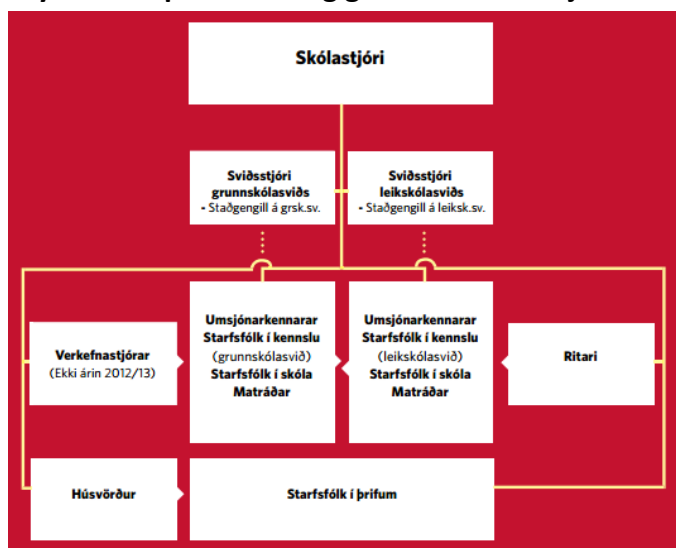 Skólastjóri
Sviðsstjóri
grunnskólasviðs
- Staðgengill á grsk.sv.
Sviðsstjóri
leikskólasviðs
- Staðgengill á leiksk.sv.
Verkefnastjórar
(Ekki árin 2012/13)
Umsjónarkennarar
Starfsfólk í kennslu
(grunnskólasvið)
Starfsfólk í skóla
Matráðar
Umsjónarkennarar
Starfsfólk í kennslu
(leikskólasvið)
Starfsfólk í skóla
Matráðar
Ritari
Húsvörður
Starfsfólk í þrifum